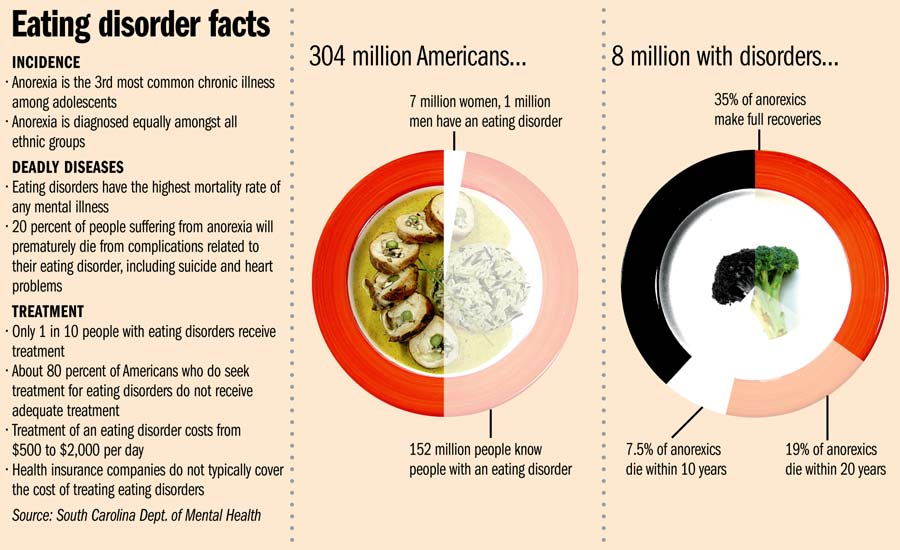 Eating disorder facts
INCIDENCE
· Anorexia is the 3rd most common chronic illness
among adolescents
· Anorexia is diagnosed equally amongst all
ethnic groups
DEADLY DISEASES
· Eating disorders have the highest mortality rate of
any mental illness
· 20 percent of people suffering from anorexia will
prematurely die from complications related to
their eating disorder, including suicide and heart
problems
TREATMENT
· Only 1 in 10 people with eating disorders receive
treatment
· About 80 percent of Americans who do seek
treatment for eating disorders do not receive
adequate treatment
· Treatment of an eating disorder costs from
$500 to $2,000 per day
· Health insurance companies do not typically cover
the cost of treating eating disorders
Source: South Carolina Dept. of Mental Health
304 million Americans...
7 million women, 1 million
men have an eating disorder
152 million people know
people with an eating disorder
8 million with disorders...
35% of anorexics
make full recoveries
7.5% of anorexics
die within 10 years
19% of anorexics
die within 20 years